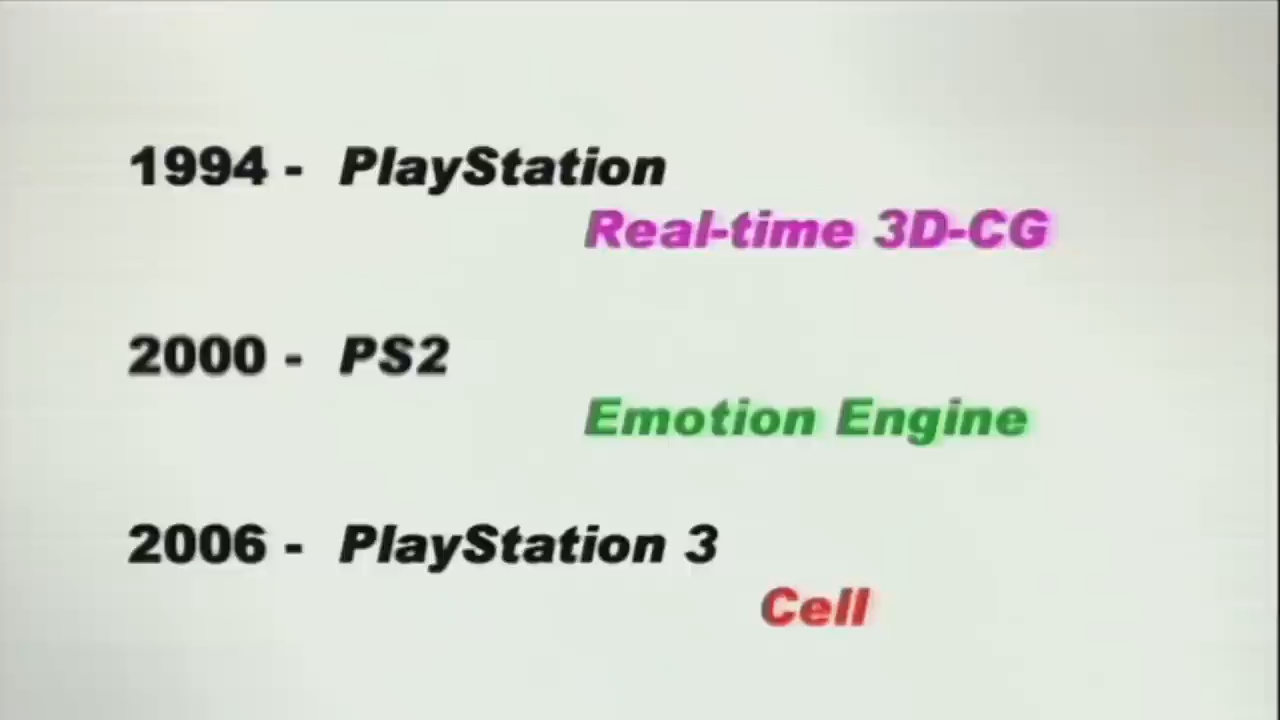 1994 - PlayStation
Real-time 3D-CG
2000 - PS2
Emotion Engine
2006 - PlayStation 3
Cell